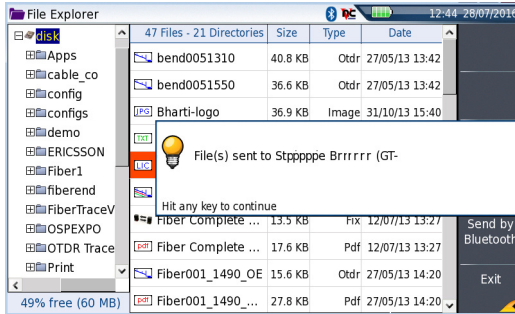 File Explorer
12:44 28/07/2016
disk
Apps
cable_co
config
configs
demo
ERICSSON
Fiber1
fiberend
FiberTraceV
OSPEXPO
OTDR Trace
Print
49% free (60 MB)
47 Files - 21 Directories Size Type Date
bend0051310 40.8 KB Otdr 27/05/13 13:42
bend0051550 36.6 KB Otdr 27/05/13 13:42
JPG Bharti-logo 36.9 KB Image 31/10/13 15:40
TXT
LIC
File(s) sent to Stpppppe Brrrrrr (GT-
Hit any key to continue
Fiber Complete ... 13.5 KB Fix 12/07/13 13:27
pdf Fiber Complete ... 17.6 KB Pdf 12/07/13 13:27
Fiber001_1490_OE 15.6 KB Otdr 27/05/13 14:20
pdf Fiber001_1490_... 27.8 KB Pdf 27/05/13 14:20
Send by
Bluetooth
Exit